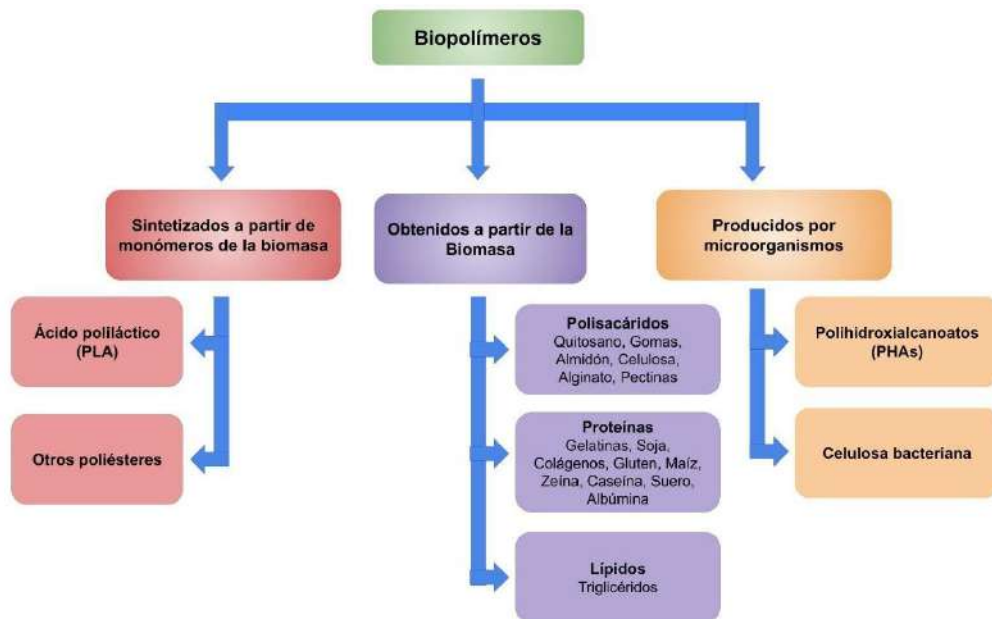 Biopolímeros
Sintetizados a partir de
monómeros de la biomasa
Ácido poliláctico
(PLA)
Otros poliésteres
Obtenidos a partir de la
Biomasa
Polisacáridos
Quitosano, Gomas,
Almidón, Celulosa,
Alginato, Pectinas
Proteínas
Gelatinas, Soja,
Colágenos, Gluten, Maíz,
Zeína, Caseína, Suero,
Albúmina
Lípidos
Triglicéridos
Producidos por
microorganismos
Polihidroxialcanoatos
(PHAs)
Celulosa bacteriana